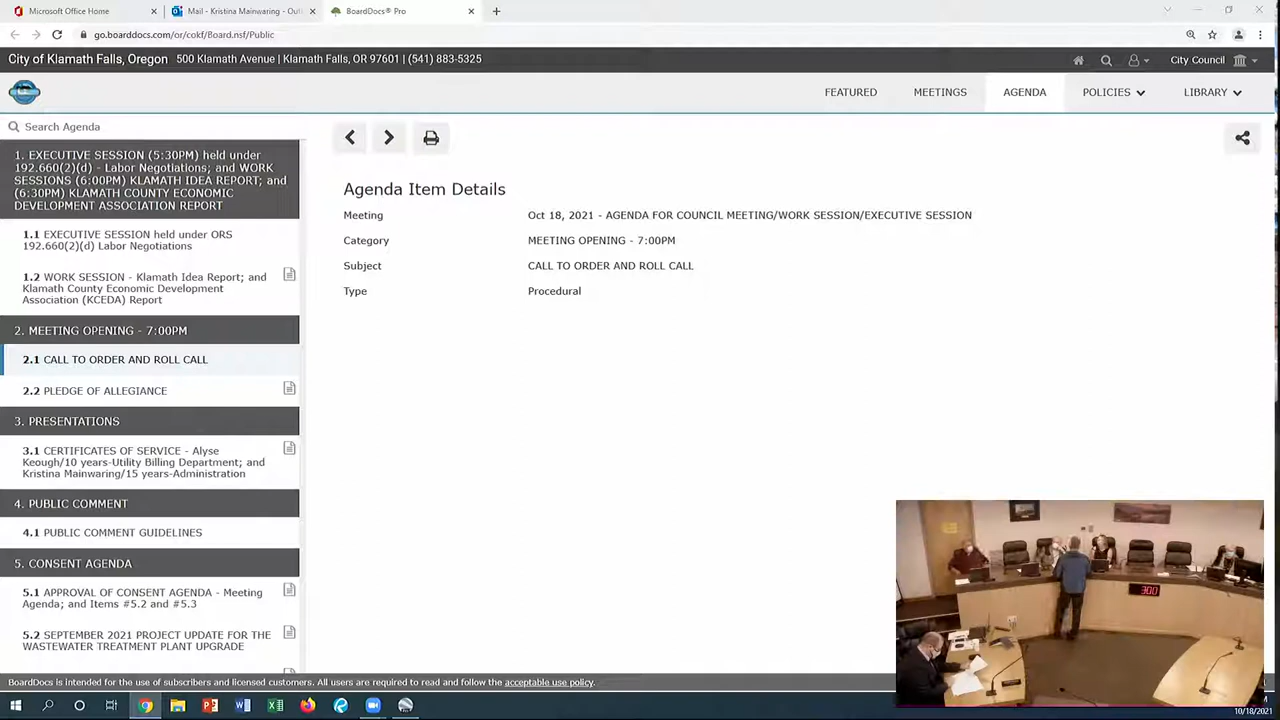 Microsoft Office Home
Mail - Kristina Mainwaring - Out
BoardDocs® Pro
go.boarddocs.com/or/cokf/Board.nsf/Public
City of Klamath Falls, Oregon 500 Klamath Avenue | Klamath Falls, OR 97601 | (541) 883-5325
City Council
FEATURED
MEETINGS
AGENDA
POLICIES
LIBRARY
Search Agenda
1. EXECUTIVE SESSION (5:30PM) held under
192.660(2)(d) - Labor Negotiations; and WORK
SESSIONS (6:00PM) KLAMATH IDEA REPORT; and
(6:30PM) KLAMATH COUNTY ECONOMIC
DEVELOPMENT ASSOCIATION REPORT
1.1 EXECUTIVE SESSION held under ORS
192.660(2)(d) Labor Negotiations
1.2 WORK SESSION - Klamath Idea Report; and
Klamath County Economic Development
Association (KCEDA) Report
2. MEETING OPENING - 7:00PM
2.1 CALL TO ORDER AND ROLL CALL
2.2 PLEDGE OF ALLEGIANCE
3. PRESENTATIONS
3.1 CERTIFICATES OF SERVICE - Alyse
Keough/10 years-Utility Billing Department; and
Kristina Mainwaring/15 years-Administration
4. PUBLIC COMMENT
4.1 PUBLIC COMMENT GUIDELINES
5. CONSENT AGENDA
5.1 APPROVAL OF CONSENT AGENDA - Meeting
Agenda; and Items #5.2 and #5.3
5.2 SEPTEMBER 2021 PROJECT UPDATE FOR THE
WASTEWATER TREATMENT PLANT UPGRADE
Agenda Item Details
Meeting Oct 18, 2021 - AGENDA FOR COUNCIL MEETING/WORK SESSION/EXECUTIVE SESSION
Category MEETING OPENING - 7:00PM
Subject CALL TO ORDER AND ROLL CALL
Type Procedural
3:00
BoardDocs is intended for the use of subscribers and licensed customers. All users are required to read and follow the acceptable use policy.
10/18/2021